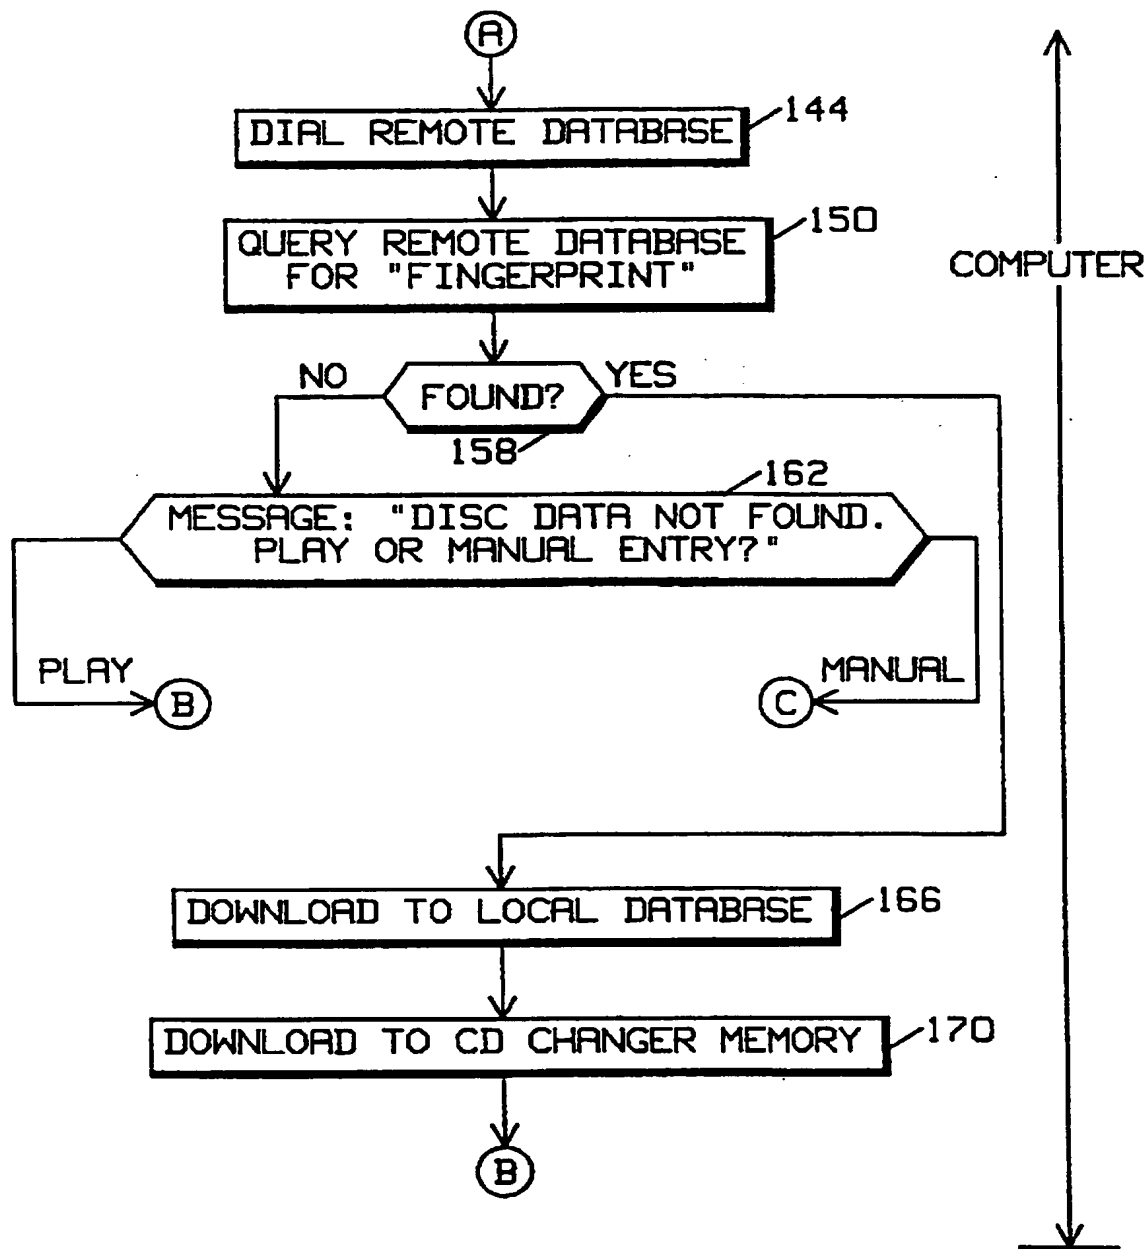 A
DIAL REMOTE DATABASE
144
QUERY REMOTE DATABASE
FOR "FINGERPRINT"
150
COMPUTER
NO
FOUND?
YES
158
162
MESSAGE: "DISC DATA NOT FOUND.
PLAY OR MANUAL ENTRY?"
PLAY
B
MANUAL
C
DOWNLOAD TO LOCAL DATABASE
166
DOWNLOAD TO CD CHANGER MEMORY
170
B